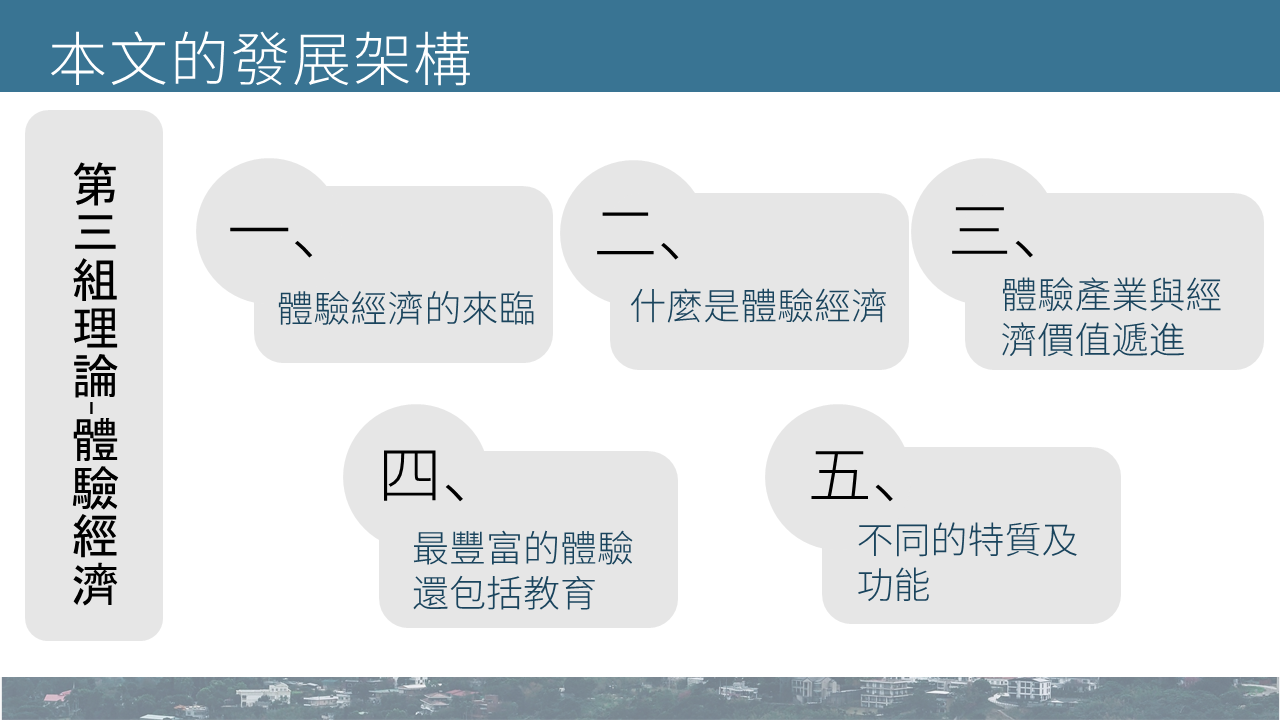 本文的發展架構
第三組理論-體驗經濟
一、
體驗經濟的來臨
二、
什麼是體驗經濟
三、
體驗產業與經
濟價值遞進
四、
最豐富的體驗
還包括教育
五、
不同的特質及
功能